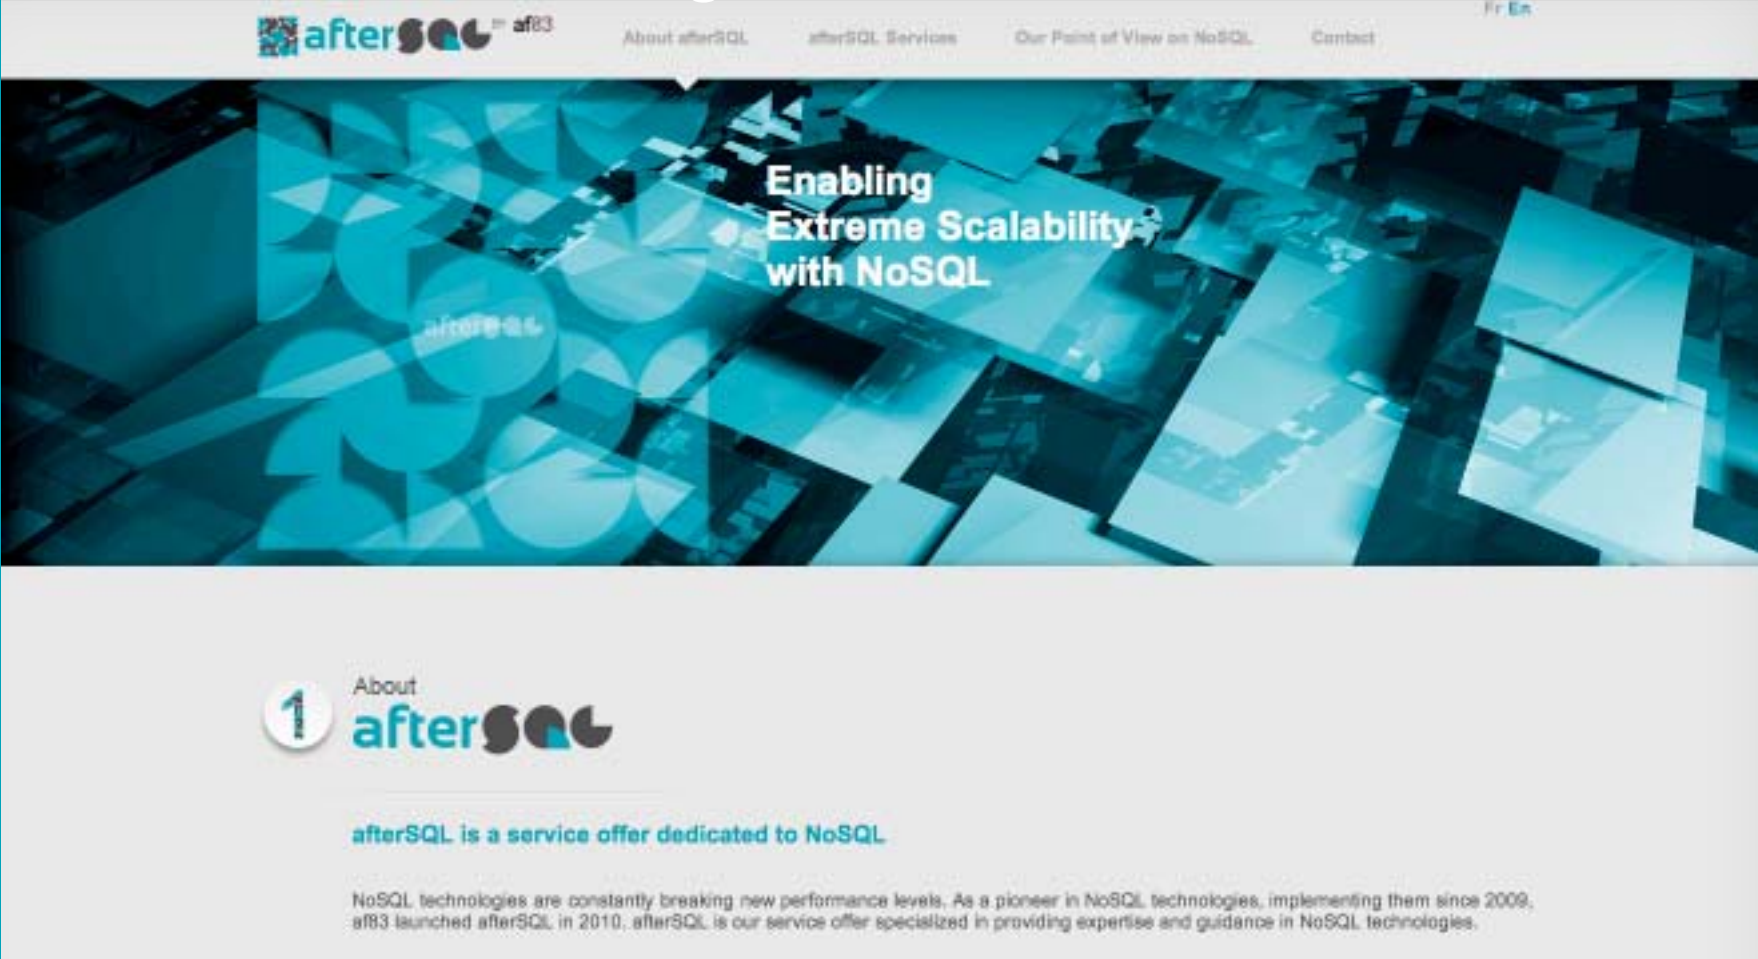 afterSQL BY af83
About afterSQL
afterSQL Services
Our Point of View on NoSQL
Contact
Fr En
Enabling
Extreme Scalability
with NoSQL
afterSQL
1
About
afterSQL
afterSQL is a service offer dedicated to NoSQL
NoSQL technologies are constantly breaking new performance levels. As a pioneer in NoSQL technologies, implementing them since 2009,
af83 launched afterSQL in 2010. afterSQL is our service offer specialized in providing expertise and guidance in NoSQL technologies.